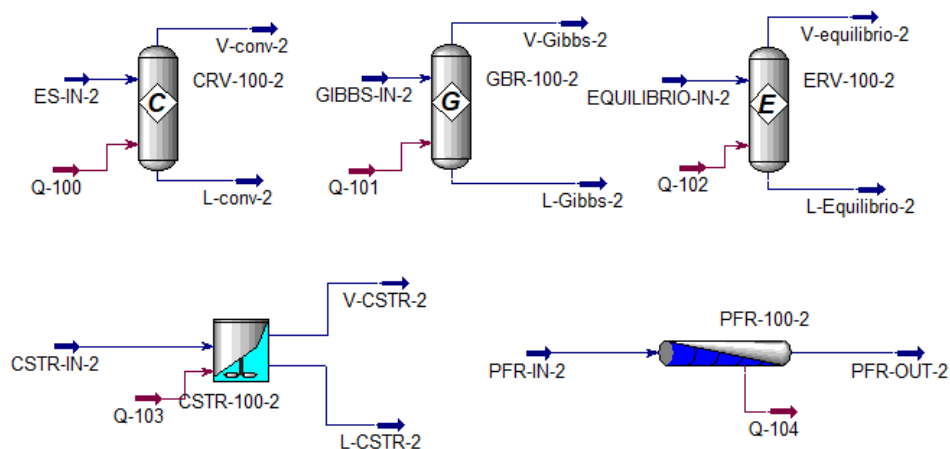 V-conv-2
CRV-100-2
ES-IN-2
C
Q-100
L-conv-2
V-Gibbs-2
GBR-100-2
GIBBS-IN-2
G
Q-101
L-Gibbs-2
V-equilibrio-2
ERV-100-2
EQUILIBRIO-IN-2
E
Q-102
L-Equilibrio-2
V-CSTR-2
CSTR-IN-2
CSTR-100-2
Q-103
L-CSTR-2
PFR-100-2
PFR-IN-2
PFR-OUT-2
Q-104